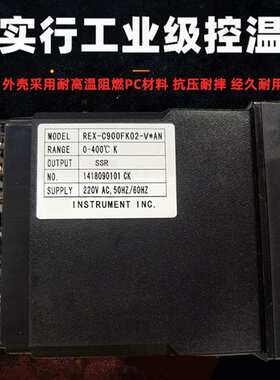 实行工业级控温
外壳采用耐高温阻燃PC材料 抗压耐摔 经久耐用
MODEL REX-C900FK02-V*AN
RANGE 0-400℃ K
OUTPUT SSR
NO. 1418090101 CK
SUPPLY 220V AC, 50HZ/60HZ
INSTRUMENT INC.